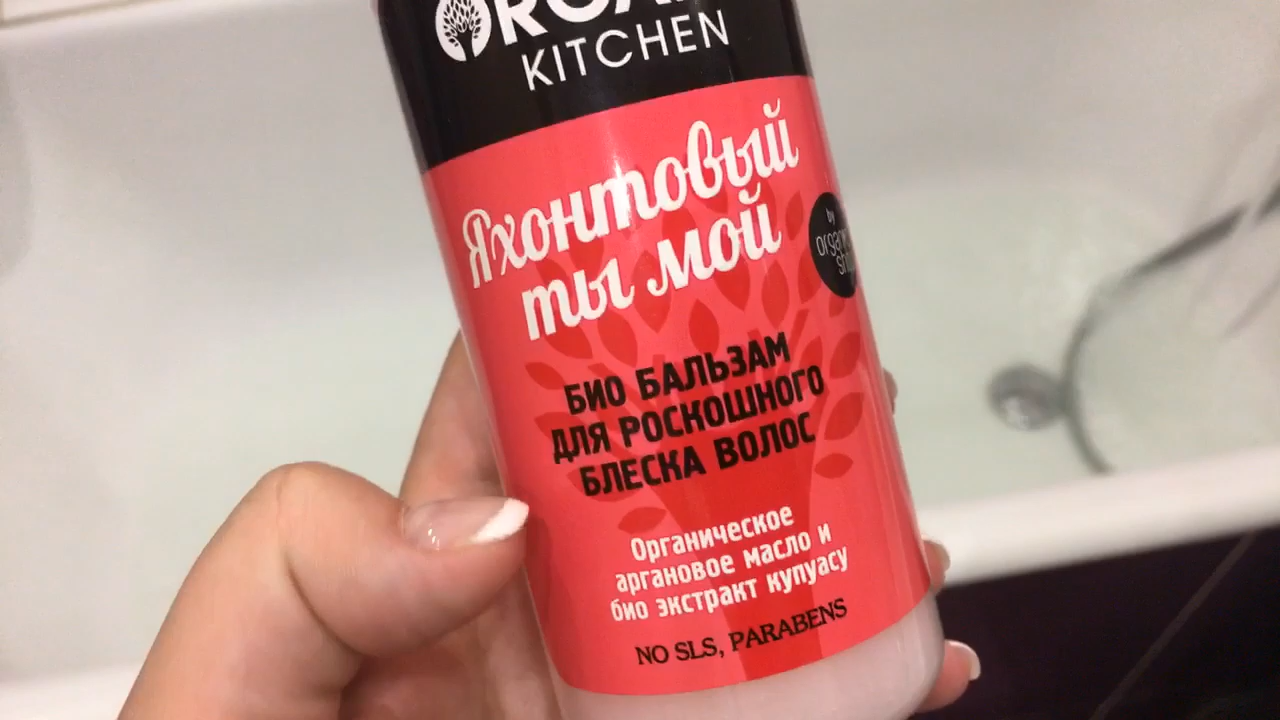 KITCHEN
Яхонтовый
ты мой
by
БИО БАЛЬЗАМ
ДЛЯ РОСКОШНОГО
БЛЕСКА ВОЛОС
Органическое
аргановое масло и
био экстракт купуасу
NO SLS, PARABENS